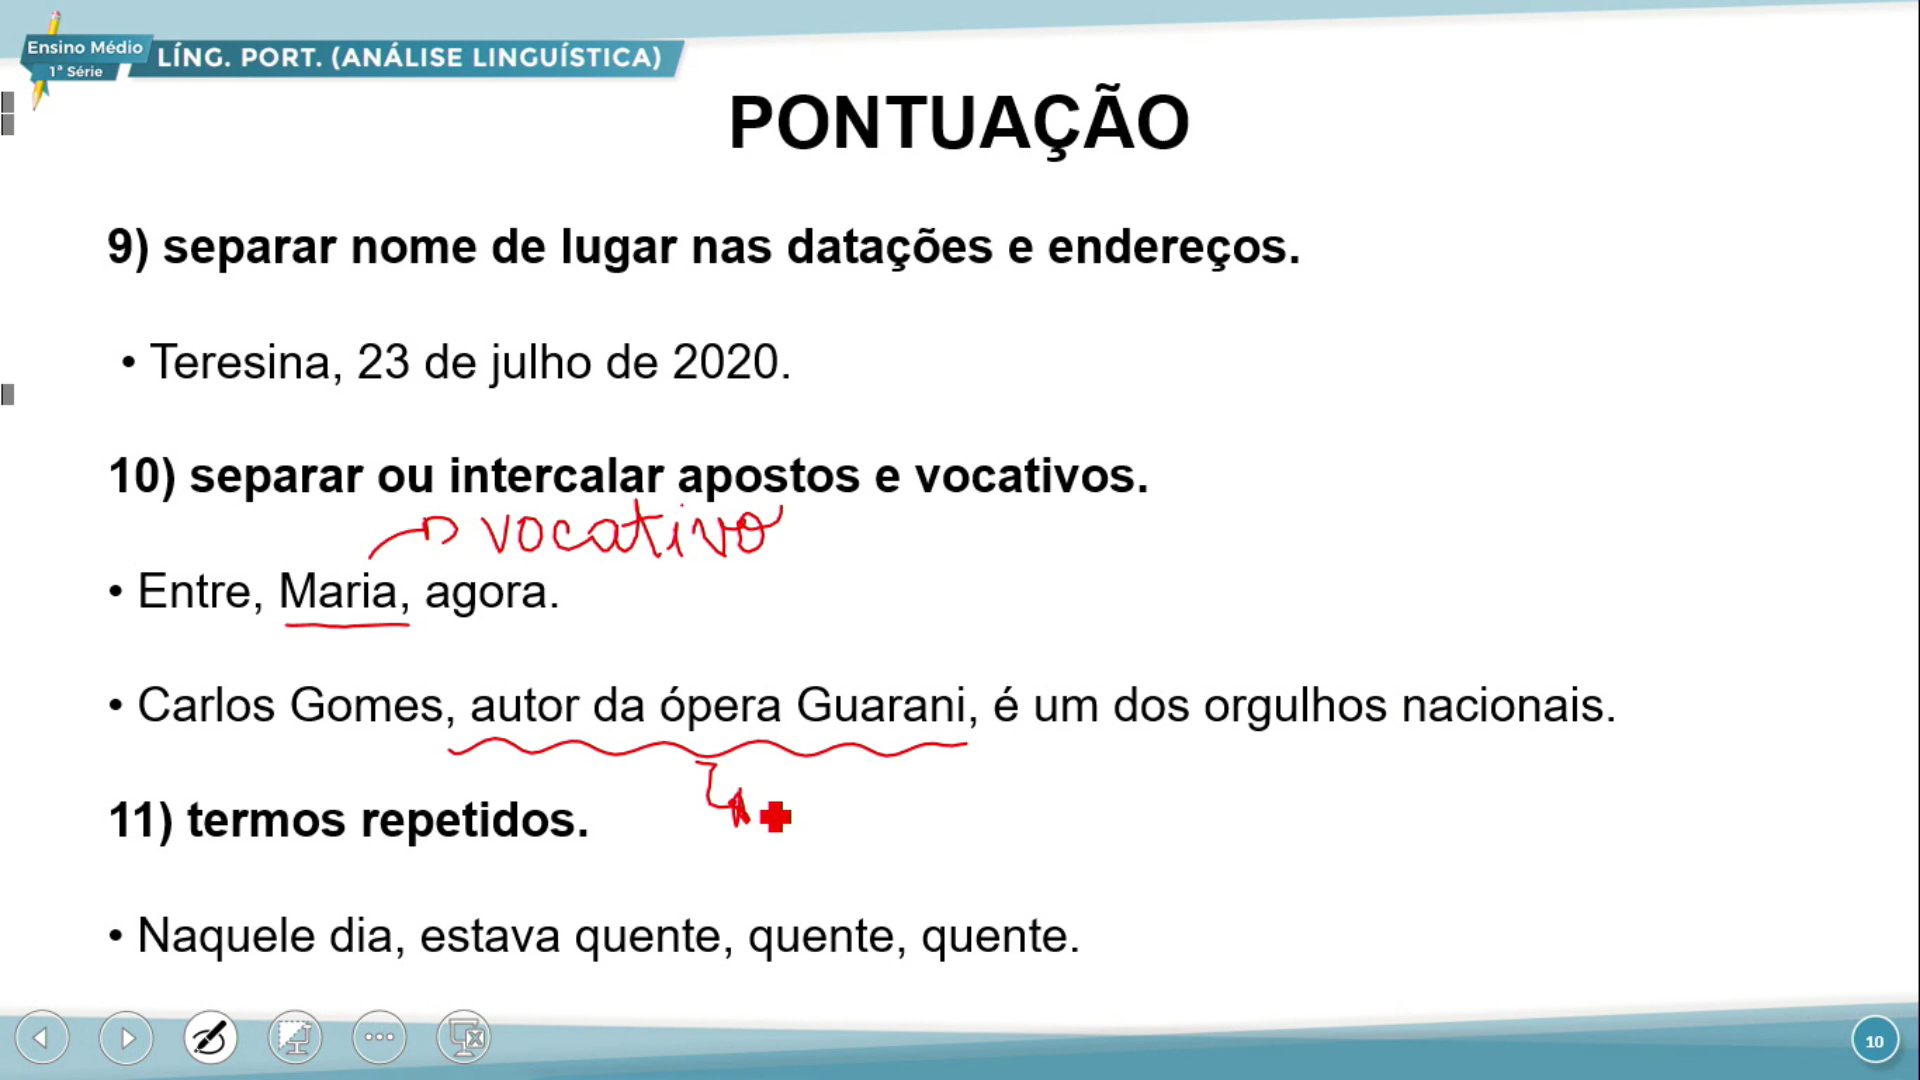 Ensino Médio
1ª Série
LÍNG. PORT. (ANÁLISE LINGUÍSTICA)
PONTUAÇÃO
9) separar nome de lugar nas datações e endereços.
• Teresina, 23 de julho de 2020.
10) separar ou intercalar apostos e vocativos.
vocativo
• Entre, Maria, agora.
• Carlos Gomes, autor da ópera Guarani, é um dos orgulhos nacionais.
11) termos repetidos.
• Naquele dia, estava quente, quente, quente.
10